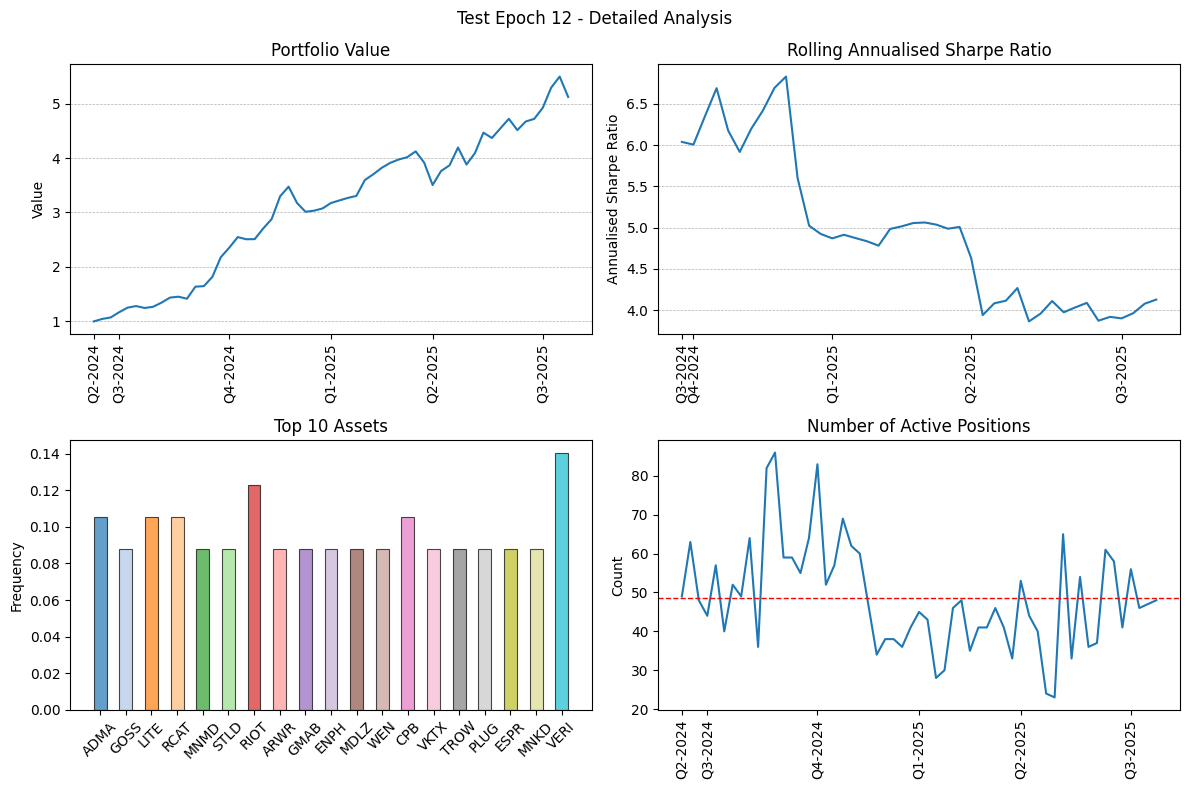 Test Epoch 12 - Detailed Analysis
Portfolio Value
Value
5
4
3
2
1
Q2-2024
Q3-2024
Q4-2024
Q1-2025
Q2-2025
Q3-2025
Rolling Annualised Sharpe Ratio
Annualised Sharpe Ratio
6.5
6.0
5.5
5.0
4.5
4.0
Q3-2024
Q4-2024
Q1-2025
Q2-2025
Q3-2025
Top 10 Assets
Frequency
0.14
0.12
0.10
0.08
0.06
0.04
0.02
0.00
ADMA
GOSS
LITE
RCAT
MNMD
STLD
RIOT
ARWR
GMAB
ENPH
MDLZ
WEN
CPB
VKTX
TROW
PLUG
ESPR
MNKD
VERI
Number of Active Positions
Count
80
70
60
50
40
30
20
Q2-2024
Q3-2024
Q4-2024
Q1-2025
Q2-2025
Q3-2025